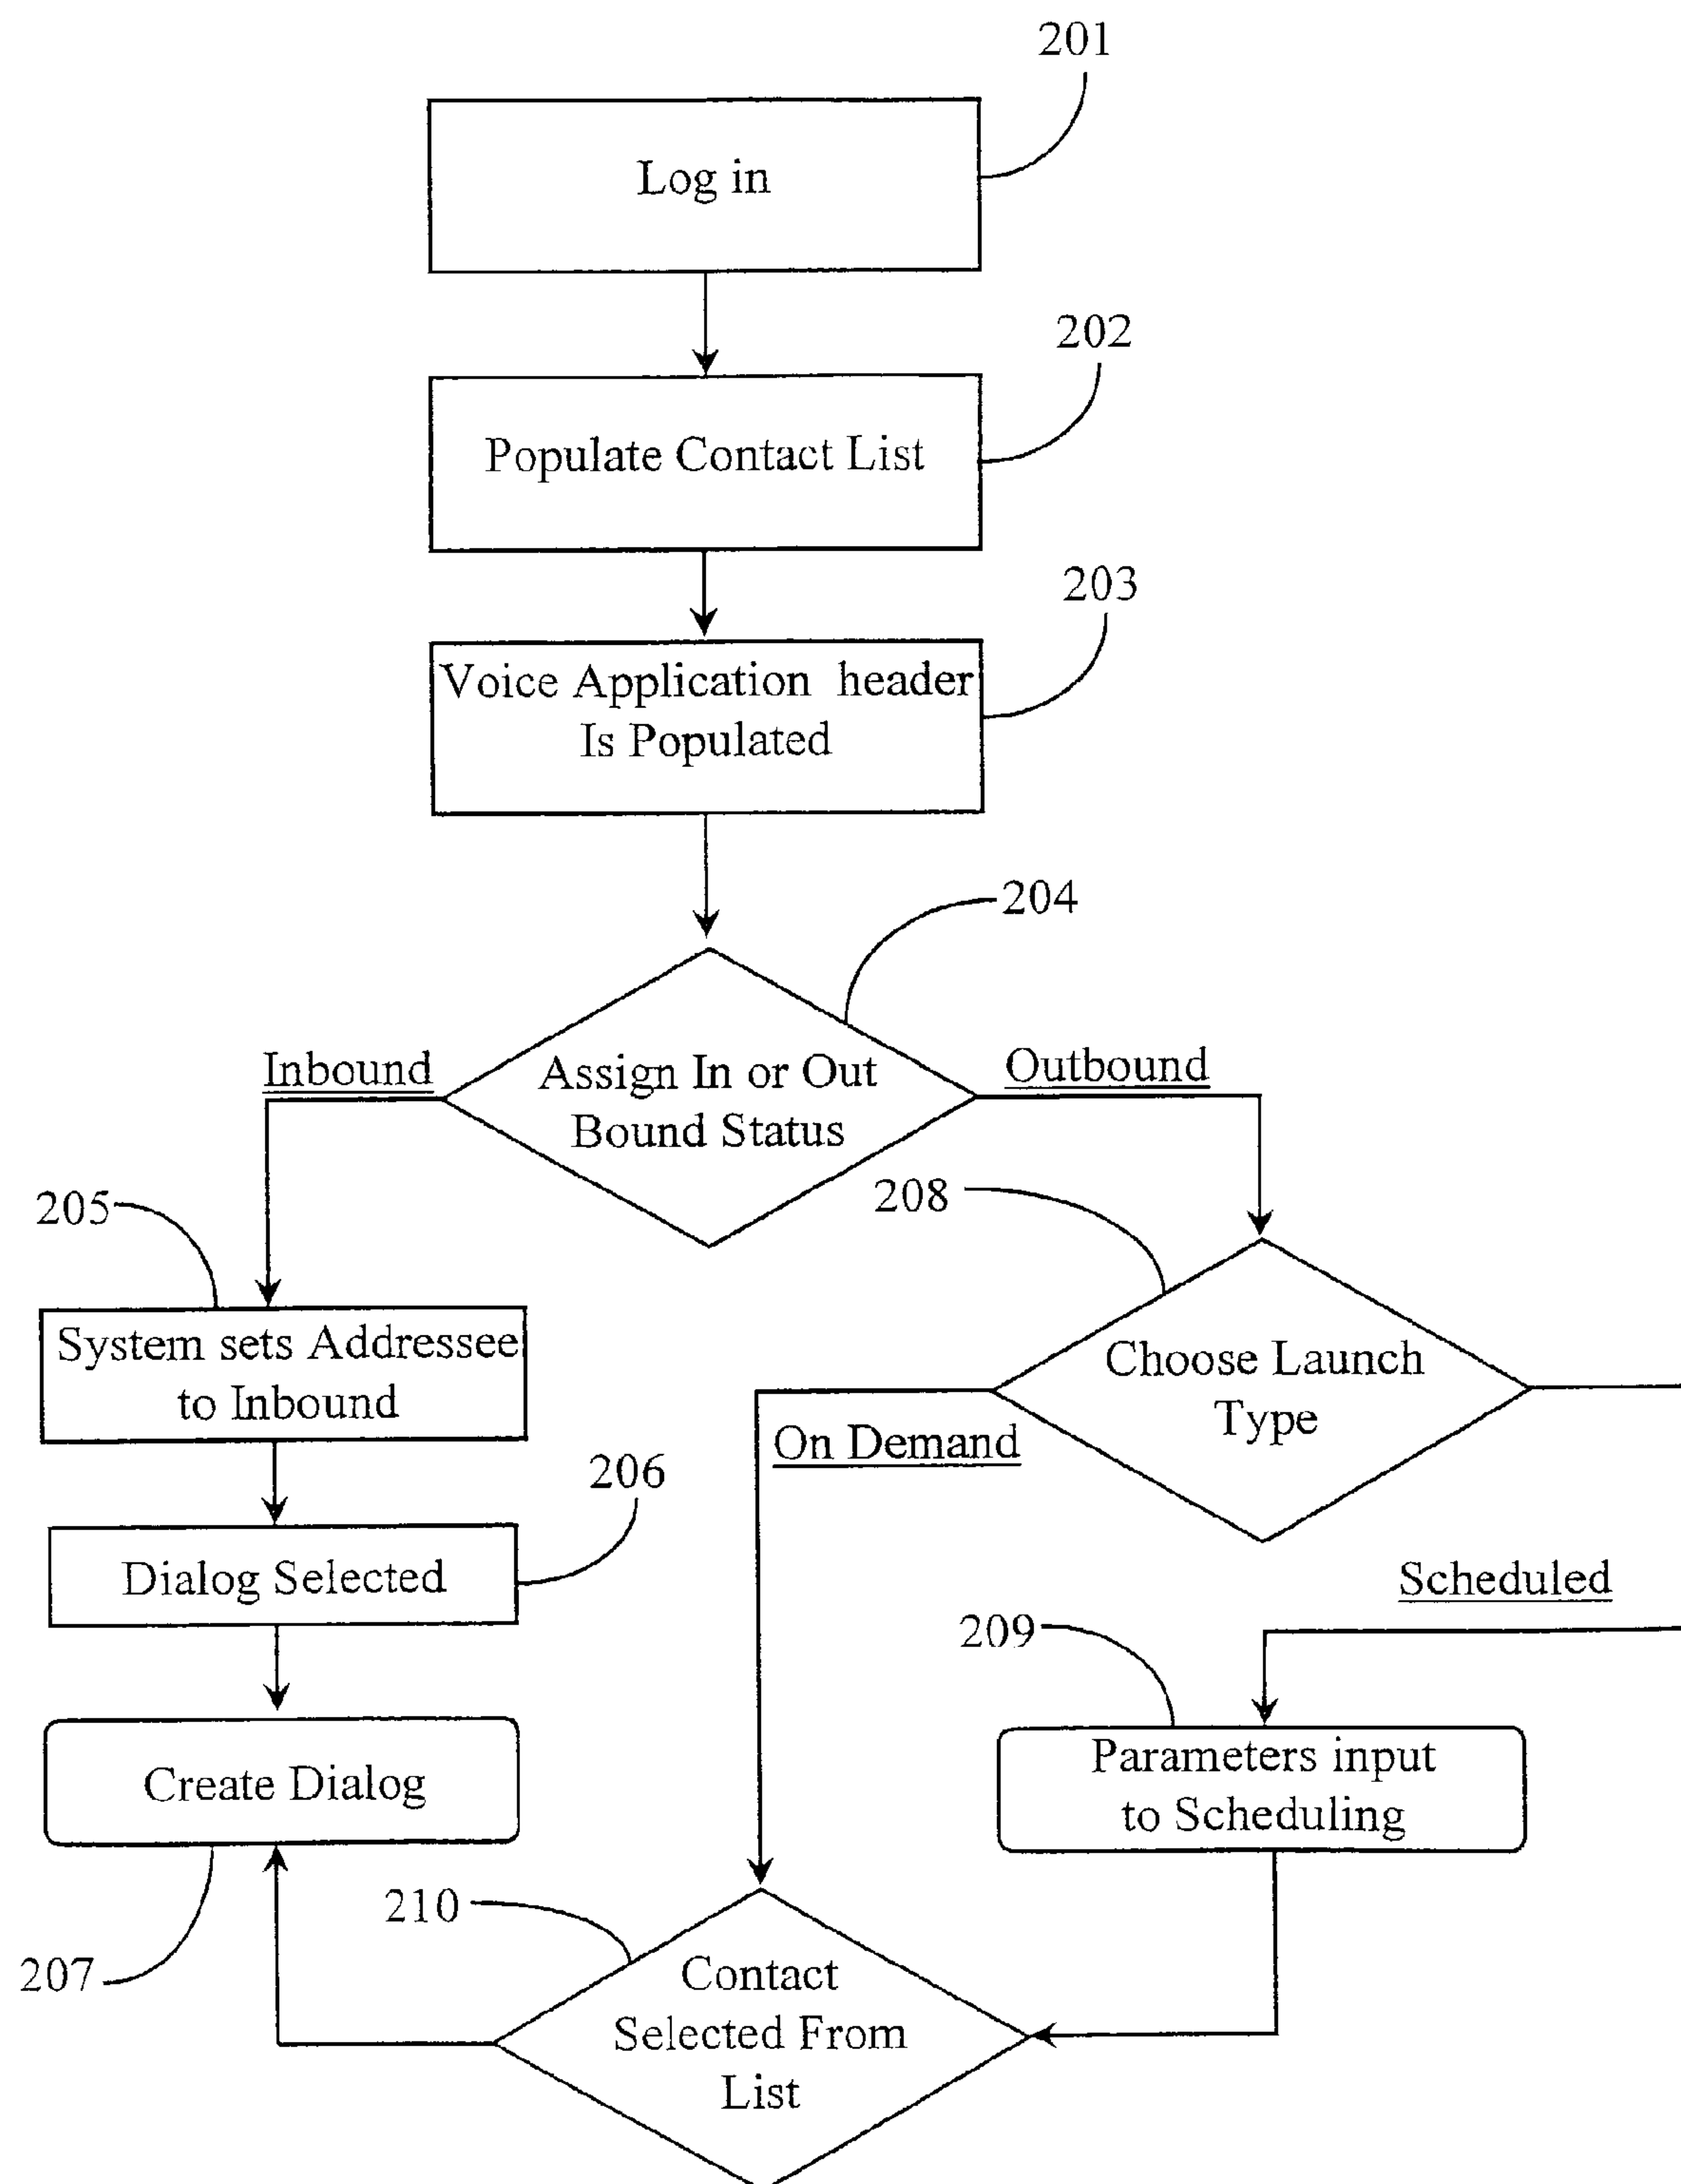 201
Log in
202
Populate Contact List
203
Voice Application header
Is Populated
204
Inbound
Assign In or Out
Bound Status
Outbound
205
208
System sets Addressee
to Inbound
Choose Launch
Type
On Demand
206
Dialog Selected
Scheduled
209
Create Dialog
Parameters input
to Scheduling
210
207
Contact
Selected From
List